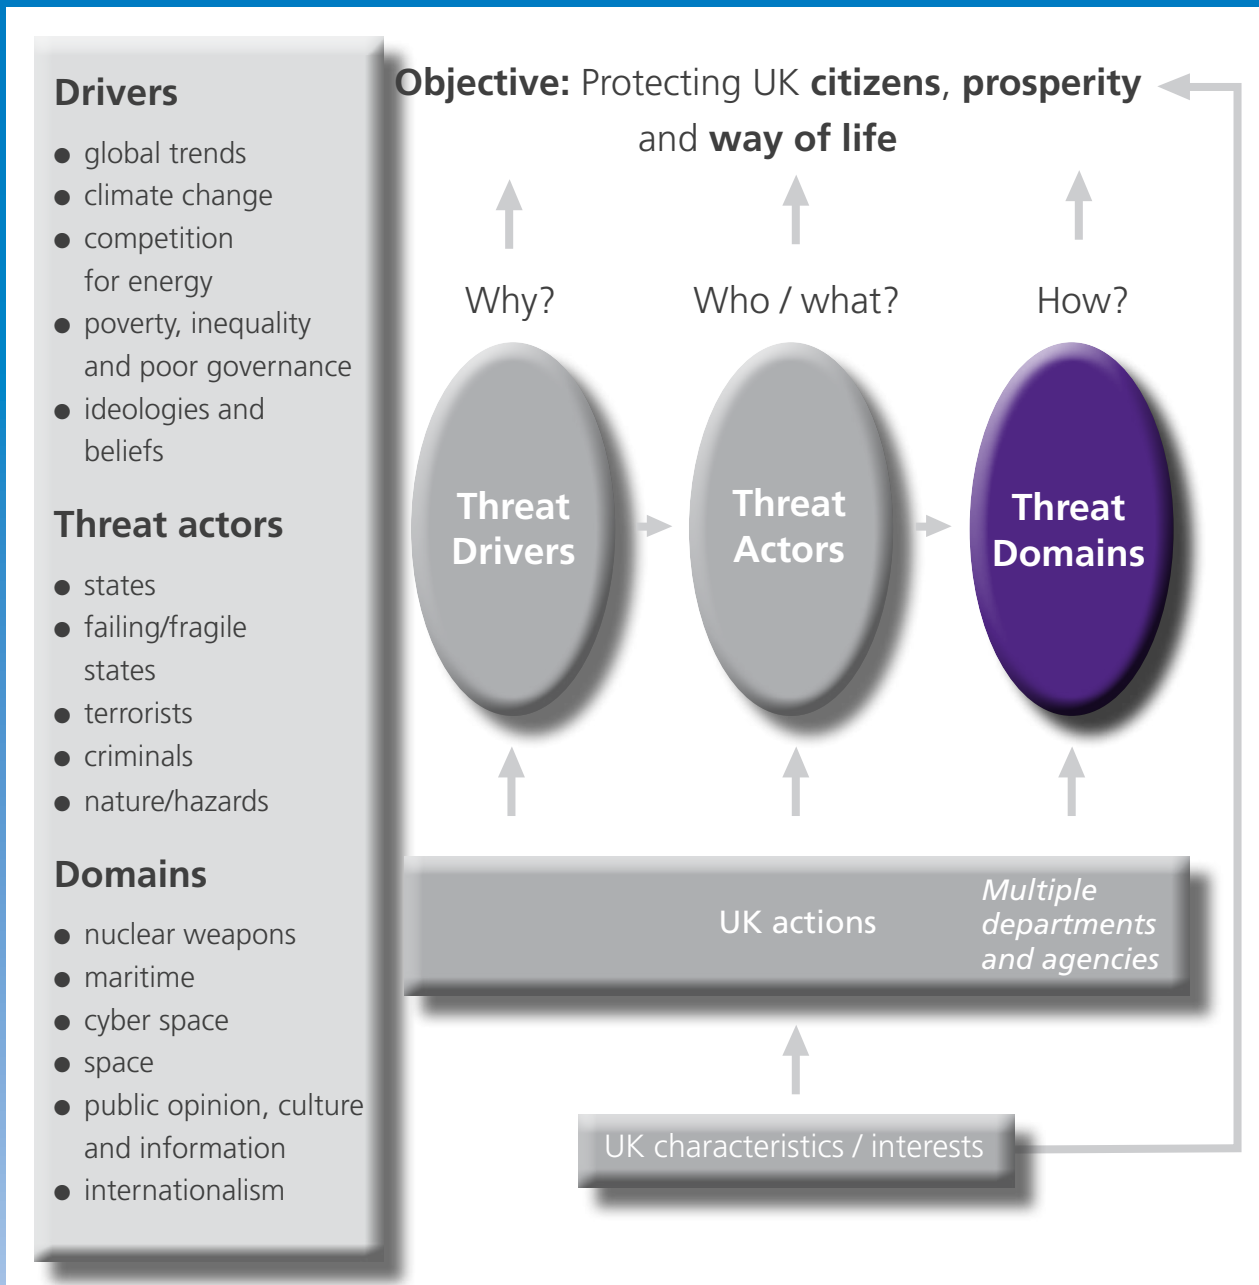 Drivers
● global trends
● climate change
● competition
for energy
● poverty, inequality
and poor governance
● ideologies and
beliefs
Threat actors
● states
● failing/fragile
states
● terrorists
● criminals
● nature/hazards
Domains
● nuclear weapons
● maritime
● cyber space
● space
● public opinion, culture
and information
● internationalism
Objective: Protecting UK citizens, prosperity
and way of life
Why?
Who / what?
How?
Threat
Drivers
Threat
Actors
Threat
Domains
UK actions
Multiple
departments
and agencies
UK characteristics / interests